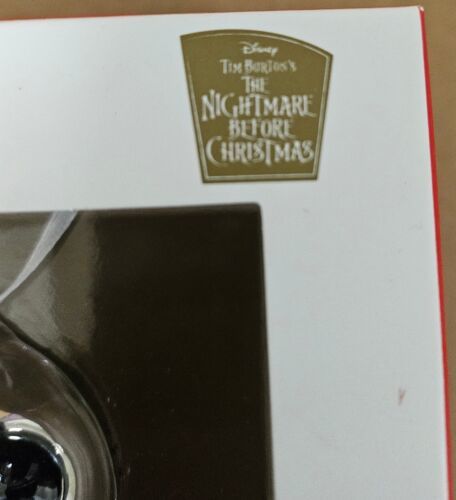 Disney
TIM BURTON'S
THE
NIGHTMARE
BEFORE
CHRISTMAS